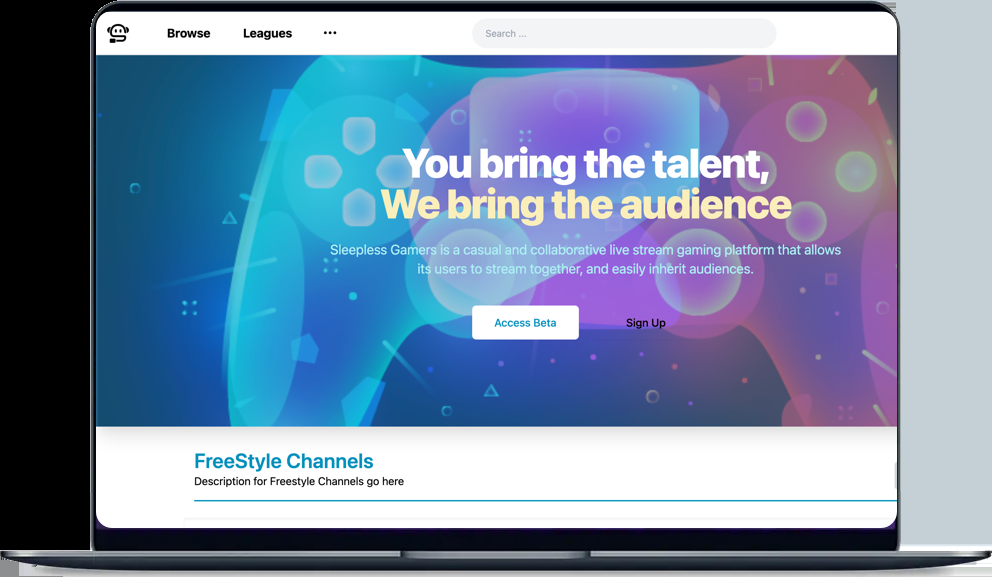 Browse
Leagues
Search ...
You bring the talent,
We bring the audience
Sleepless Gamers is a casual and collaborative live stream gaming platform that allows
its users to stream together, and easily inherit audiences.
Access Beta
Sign Up
FreeStyle Channels
Description for Freestyle Channels go here